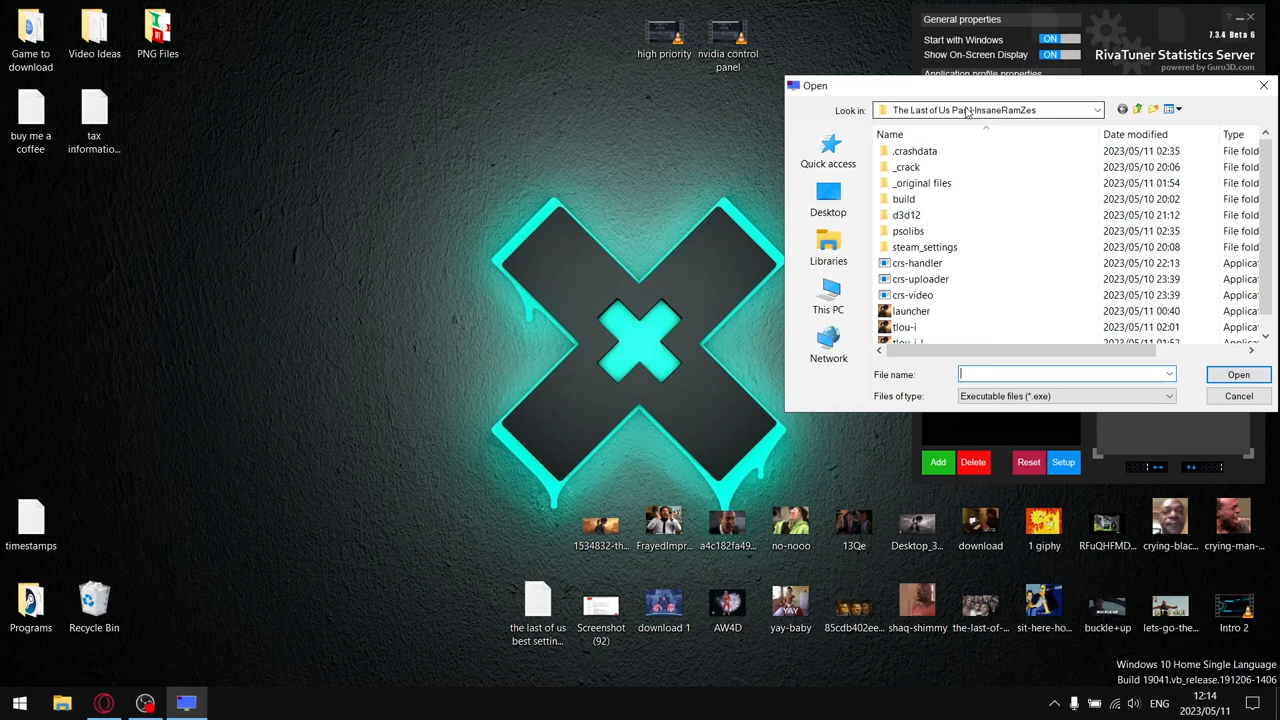 Game to
download
Video Ideas
PNG Files
buy me a
coffee
tax
informatio...
high priority
nvidia control
panel
General properties
Start with Windows
ON
Show On-Screen Display
ON
Application profile properties
? _ ×
7.3.4 Beta 6
RivaTuner Statistics Server
powered by Guru3D.com
Open
Look in:
The Last of Us Part-I-InsaneRamZes
Quick access
Desktop
Libraries
This PC
Network
Name
Date modified
Type
.crashdata
2023/05/11 02:35
File fold
_crack
2023/05/10 20:06
File fold
_original files
2023/05/11 01:54
File fold
build
2023/05/10 20:02
File fold
d3d12
2023/05/10 21:12
File fold
psolibs
2023/05/11 02:35
File fold
steam_settings
2023/05/10 20:08
File fold
crs-handler
2023/05/10 22:13
Applica
crs-uploader
2023/05/10 23:39
Applica
crs-video
2023/05/10 23:39
Applica
launcher
2023/05/11 00:40
Applica
tlou-i
2023/05/11 02:01
Applica
tlou-i-l
2023/05/11 01:52
Applica
File name:
Open
Files of type:
Executable files (*.exe)
Cancel
Add
Delete
Reset
Setup
timestamps
1534832-th...
FrayedImpr...
a4c182fa49...
no-nooo
13Qe
Desktop_3...
download
1 giphy
RFuQHFMD...
crying-blac...
crying-man-...
Programs
Recycle Bin
the last of us
best settin...
Screenshot
(92)
download 1
AW4D
yay-baby
85cdb402ee...
shaq-shimmy
the-last-of-...
sit-here-ho...
buckle+up
lets-go-the...
Intro 2
Windows 10 Home Single Language
Build 19041.vb_release.191206-1406
ENG
12:14
2023/05/11